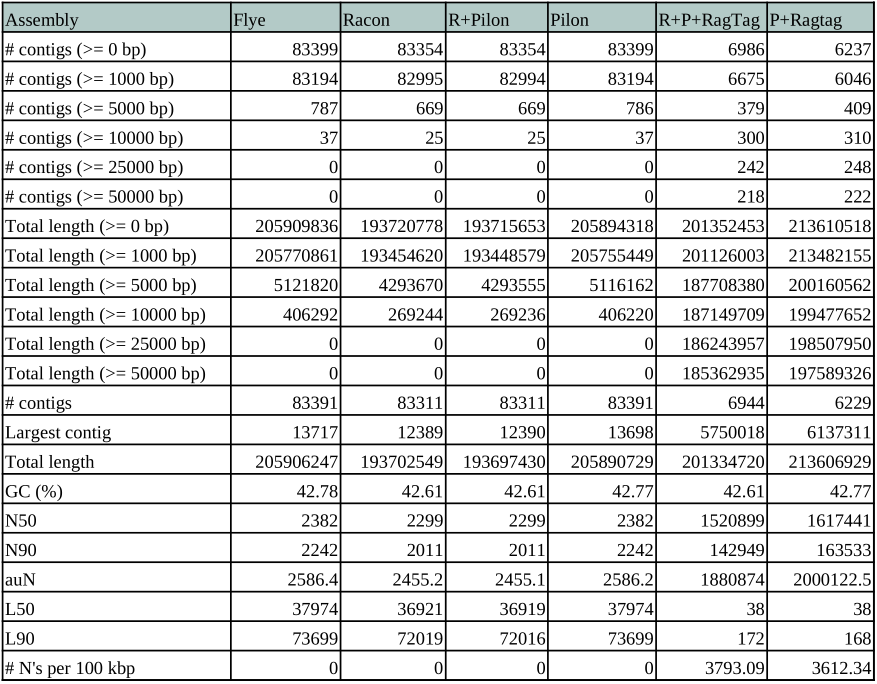 Assembly Flye Racon R+Pilon Pilon R+P+RagTag P+Ragtag
# contigs (>= 0 bp) 83399 83354 83354 83399 6986 6237
# contigs (>= 1000 bp) 83194 82995 82994 83194 6675 6046
# contigs (>= 5000 bp) 787 669 669 786 379 409
# contigs (>= 10000 bp) 37 25 25 37 300 310
# contigs (>= 25000 bp) 0 0 0 0 242 248
# contigs (>= 50000 bp) 0 0 0 0 218 222
Total length (>= 0 bp) 205909836 193720778 193715653 205894318 201352453 213610518
Total length (>= 1000 bp) 205770861 193454620 193448579 205755449 201126003 213482155
Total length (>= 5000 bp) 5121820 4293670 4293555 5116162 187708380 200160562
Total length (>= 10000 bp) 406292 269244 269236 406220 187149709 199477652
Total length (>= 25000 bp) 0 0 0 0 186243957 198507950
Total length (>= 50000 bp) 0 0 0 0 185362935 197589326
# contigs 83391 83311 83311 83391 6944 6229
Largest contig 13717 12389 12390 13698 5750018 6137311
Total length 205906247 193702549 193697430 205890729 201334720 213606929
GC (%) 42.78 42.61 42.61 42.77 42.61 42.77
N50 2382 2299 2299 2382 1520899 1617441
N90 2242 2011 2011 2242 142949 163533
auN 2586.4 2455.2 2455.1 2586.2 1880874 2000122.5
L50 37974 36921 36919 37974 38 38
L90 73699 72019 72016 73699 172 168
# N's per 100 kbp 0 0 0 0 3793.09 3612.34